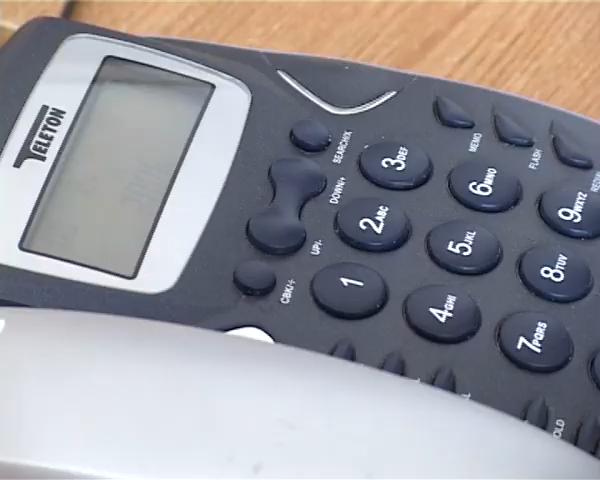 TELETON
SEARCH/X
DOWN/+
UP/-
CBK/÷
MEMO
FLASH
3DEF
6MNO
9WXYZ
2ABC
5JKL
8TUV
1
4GHI
7PQRS